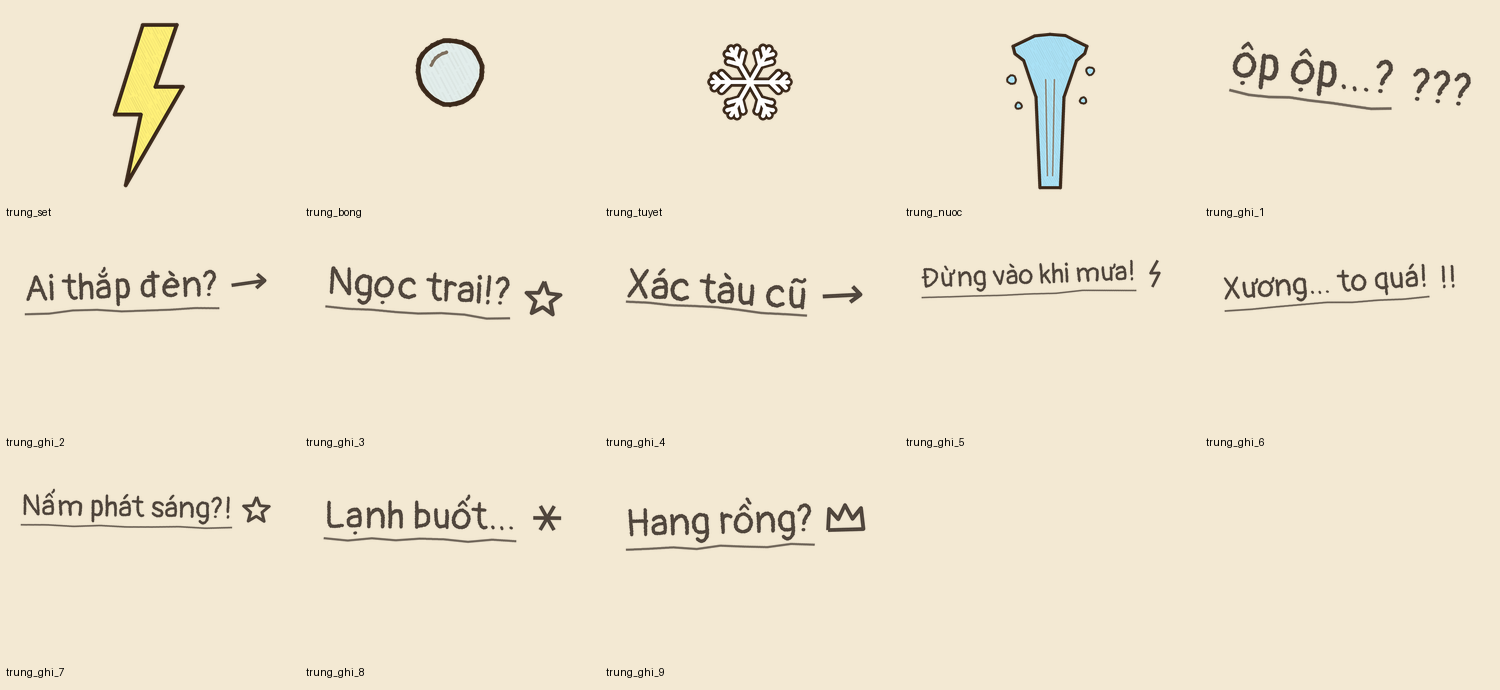 ộp ộp...? ???
trung_set
trung_bong
trung_tuyet
trung_nuoc
trung_ghi_1
Ai thắp đèn?
Ngọc trai!?
Xác tàu cũ
Đừng vào khi mưa!
Xương... to quá! !!
trung_ghi_2
trung_ghi_3
trung_ghi_4
trung_ghi_5
trung_ghi_6
Nấm phát sáng?!
Lạnh buốt...
Hang rồng?
trung_ghi_7
trung_ghi_8
trung_ghi_9